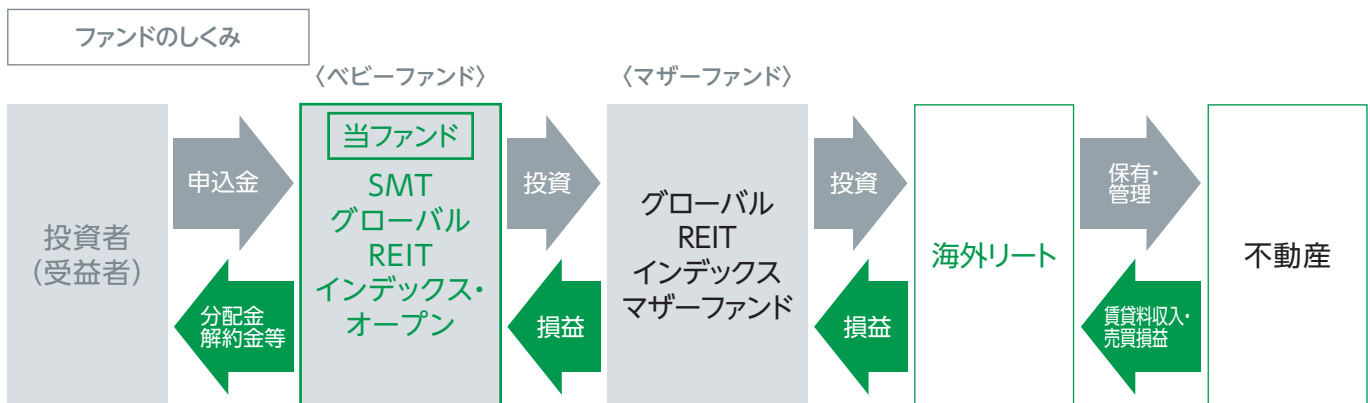 ファンドのしくみ
〈ベビーファンド〉
〈マザーファンド〉
投資者
(受益者)
申込金
分配金
解約金等
当ファンド
SMT
グローバル
REIT
インデックス・
オープン
投資
損益
グローバル
REIT
インデックス
マザーファンド
投資
損益
海外リート
保有・
管理
賃貸料収入・
売買損益
不動産